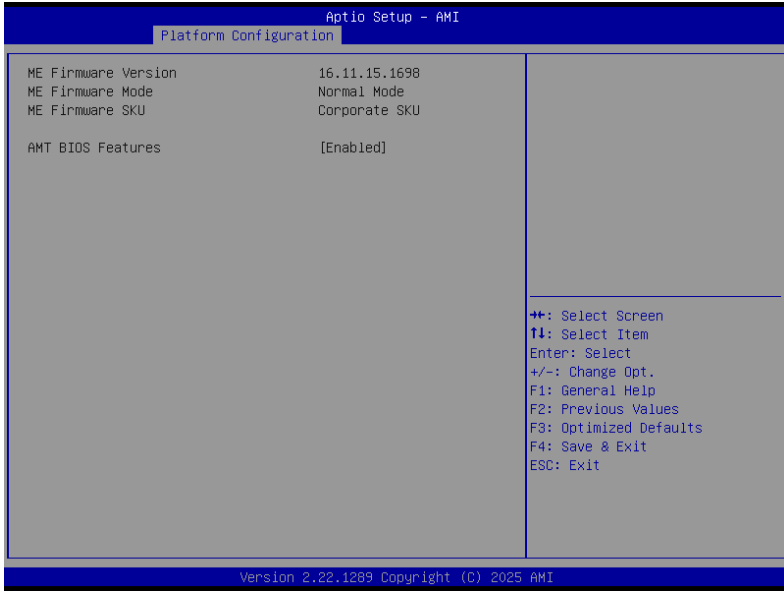 Aptio Setup - AMI
Platform Configuration
ME Firmware Version 16.11.15.1698
ME Firmware Mode Normal Mode
ME Firmware SKU Corporate SKU
AMT BIOS Features [Enabled]
→←: Select Screen
↑↓: Select Item
Enter: Select
+/-: Change Opt.
F1: General Help
F2: Previous Values
F3: Optimized Defaults
F4: Save & Exit
ESC: Exit
Version 2.22.1289 Copyright (C) 2025 AMI